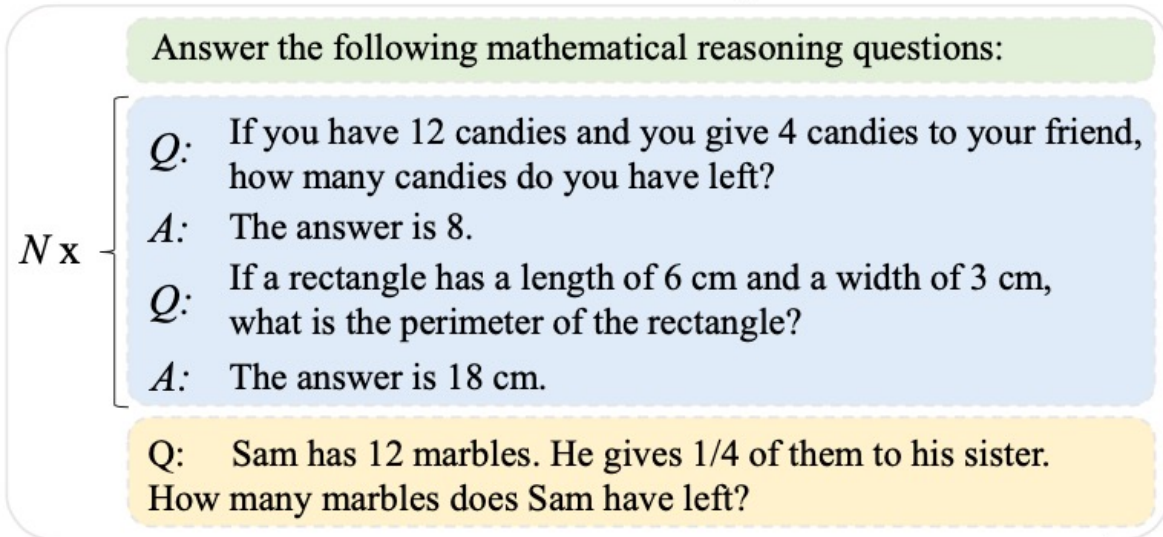 Answer the following mathematical reasoning questions:
Q: If you have 12 candies and you give 4 candies to your friend,
how many candies do you have left?
A: The answer is 8.
N x
Q: If a rectangle has a length of 6 cm and a width of 3 cm,
what is the perimeter of the rectangle?
A: The answer is 18 cm.
Q: Sam has 12 marbles. He gives 1/4 of them to his sister.
How many marbles does Sam have left?